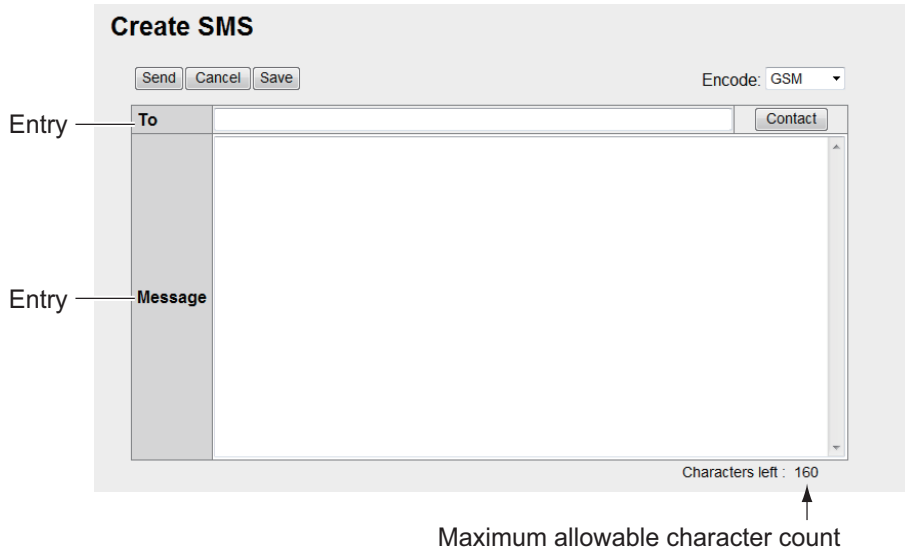 Create SMS
Send Cancel Save Encode: GSM
Entry To Contact
Entry Message
Characters left : 160
Maximum allowable character count